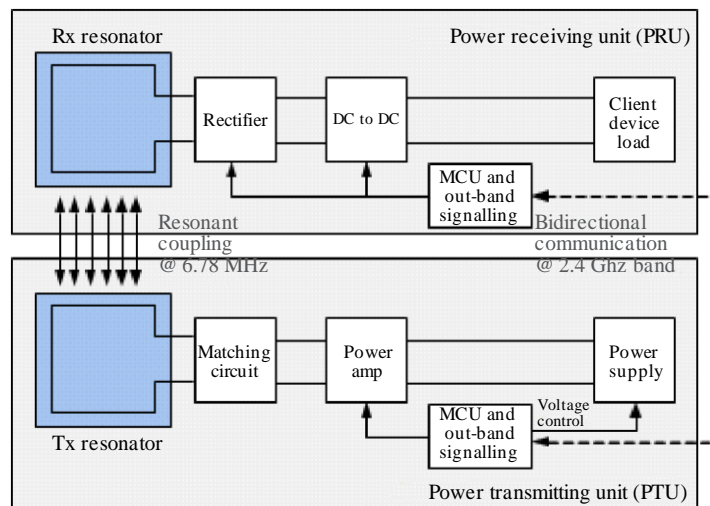 Rx resonator
Power receiving unit (PRU)
Rectifier
DC to DC
Client
device
load
MCU and
out-band
signalling
Resonant
coupling
@ 6.78 MHz
Bidirectional
communication
@ 2.4 Ghz band
Matching
circuit
Power
amp
Power
supply
MCU and
out-band
signalling
Voltage
control
Tx resonator
Power transmitting unit (PTU)